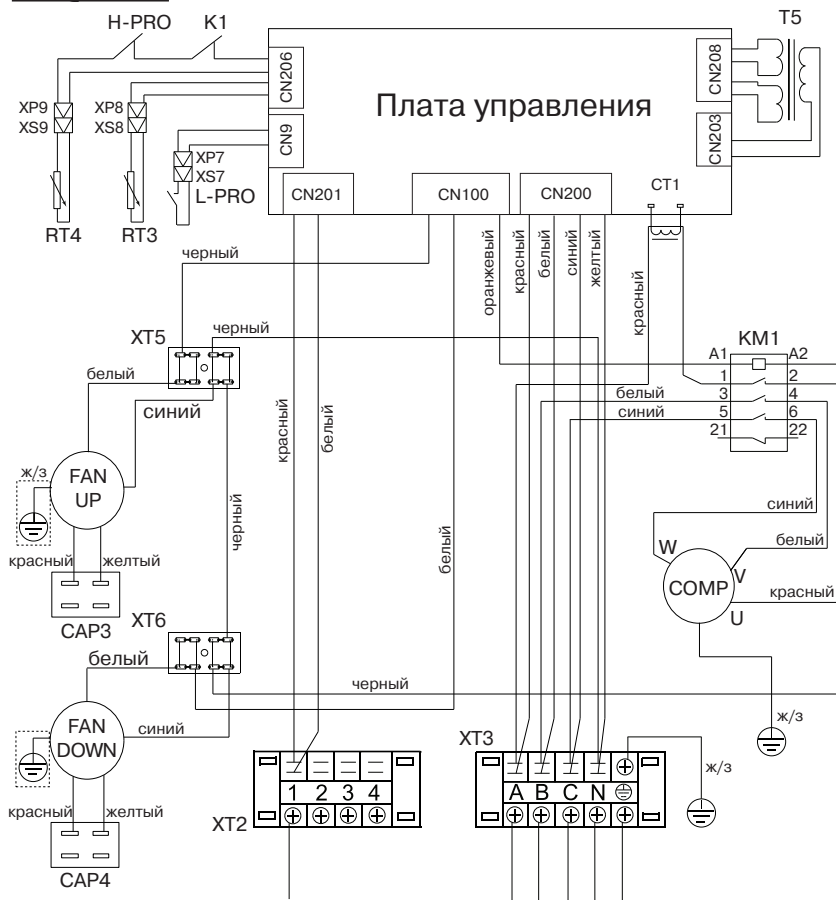 H-PRO
K1
T5
CN206
CN208
XP9
XS9
XP8
XS8
Плата управления
CN9
CN203
XP7
XS7
L-PRO
CN201
CN100
CN200
CT1
RT4
RT3
черный
оранжевый
красный
белый
синий
желтый
красный
XT5
черный
KM1
A1
A2
1
2
белый
3
4
синий
5
6
21
22
белый
синий
красный
белый
ж/з
FAN
UP
черный
белый
синий
W
белый
COMP
V
красный
U
красный
желтый
CAP3
XT6
белый
черный
FAN
DOWN
синий
ж/з
XT3
ж/з
A
B
C
N
1
2
3
4
XT2
красный
желтый
CAP4